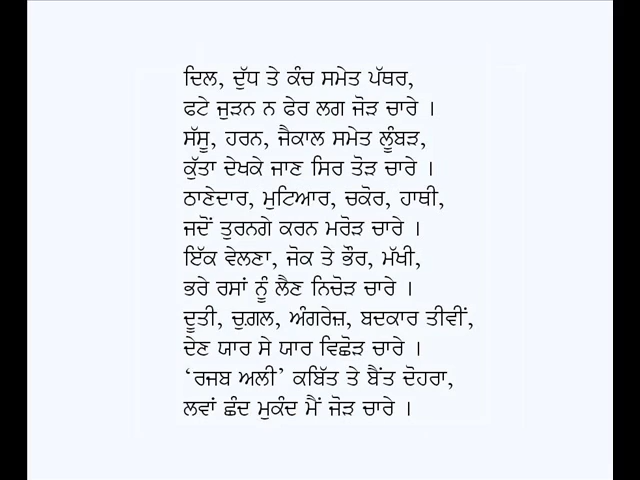 ਦਿਲ, ਦੁੱਧ ਤੇ ਕੰਚ ਸਮੇਤ ਪੱਥਰ,
ਫਟੇ ਜੁੜਨ ਨ ਫੇਰ ਲਗ ਜੋੜ ਚਾਰੇ ।
ਸੱਸੂ, ਹਰਨ, ਜੈਕਾਲ ਸਮੇਤ ਲੂੰਬੜ,
ਕੁੱਤਾ ਦੇਖਕੇ ਜਾਣ ਸਿਰ ਤੋੜ ਚਾਰੇ ।
ਠਾਣੇਦਾਰ, ਮੁਟਿਆਰ, ਚਕੋਰ, ਹਾਥੀ,
ਜਦੋਂ ਤੁਰਨਗੇ ਕਰਨ ਮਰੋੜ ਚਾਰੇ ।
ਇੱਕ ਵੇਲਣਾ, ਜੋਕ ਤੇ ਭੌਰ, ਮੱਖੀ,
ਭਰੇ ਰਸਾਂ ਨੂੰ ਲੈਣ ਨਿਚੋੜ ਚਾਰੇ ।
ਦੂਤੀ, ਚੁਗ਼ਲ, ਅੰਗਰੇਜ਼, ਬਦਕਾਰ ਤੀਵੀਂ,
ਦੇਣ ਯਾਰ ਸੇ ਯਾਰ ਵਿਛੋੜ ਚਾਰੇ ।
‘ਰਜਬ ਅਲੀ’ ਕਬਿੱਤ ਤੇ ਬੈਂਤ ਦੋਹਰਾ,
ਲਵਾਂ ਛੰਦ ਮੁਕੰਦ ਮੈਂ ਜੋੜ ਚਾਰੇ ।